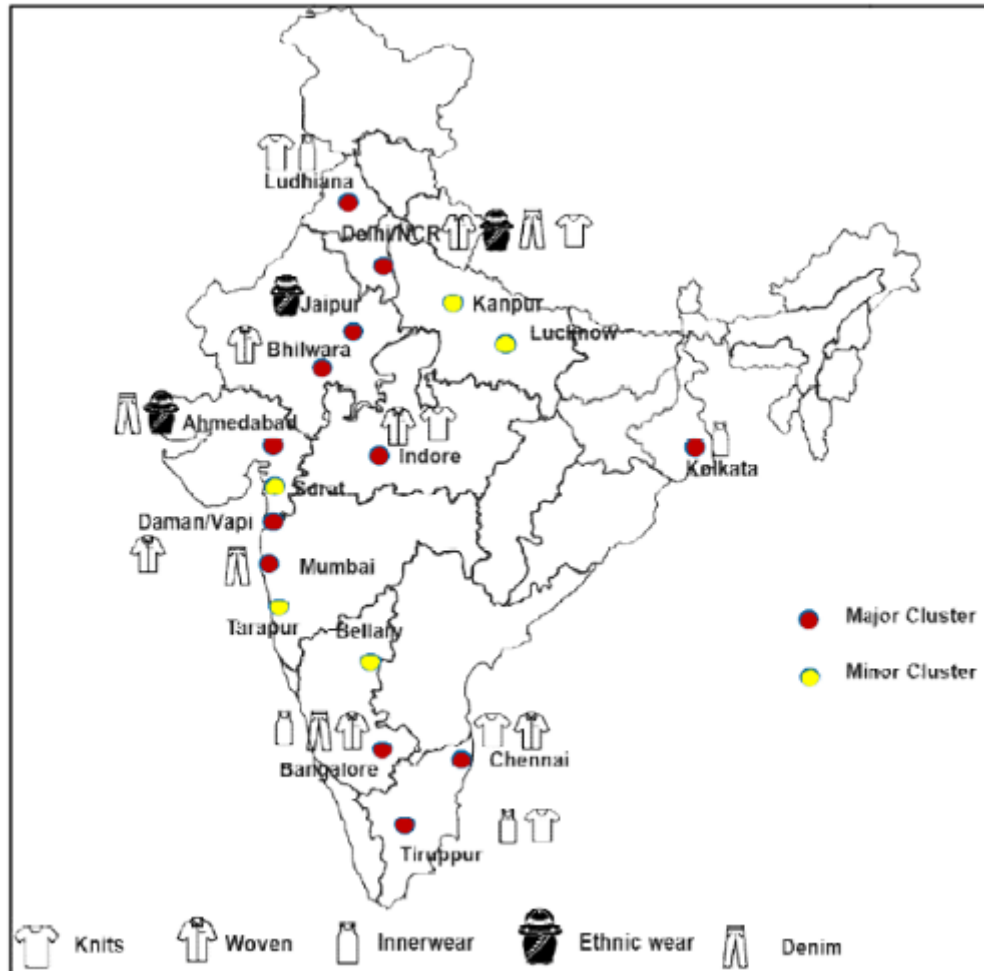 Ludhiana
Delhi/NCR
Jaipur
Kanpur
Lucknow
Bhilwara
Ahmedabad
Indore
Kolkata
Surat
Daman/Vapi
Mumbai
Major Cluster
Tarapur
Bellary
Minor Cluster
Bangalore
Chennai
Tiruppur
Knits
Woven
Innerwear
Ethnic wear
Denim